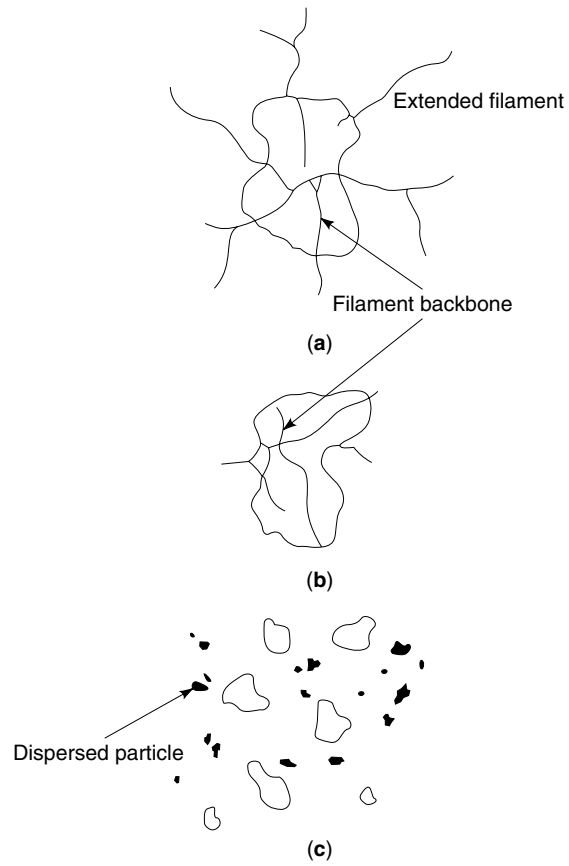 Extended filament
Filament backbone
(a)
(b)
Dispersed particle
(c)